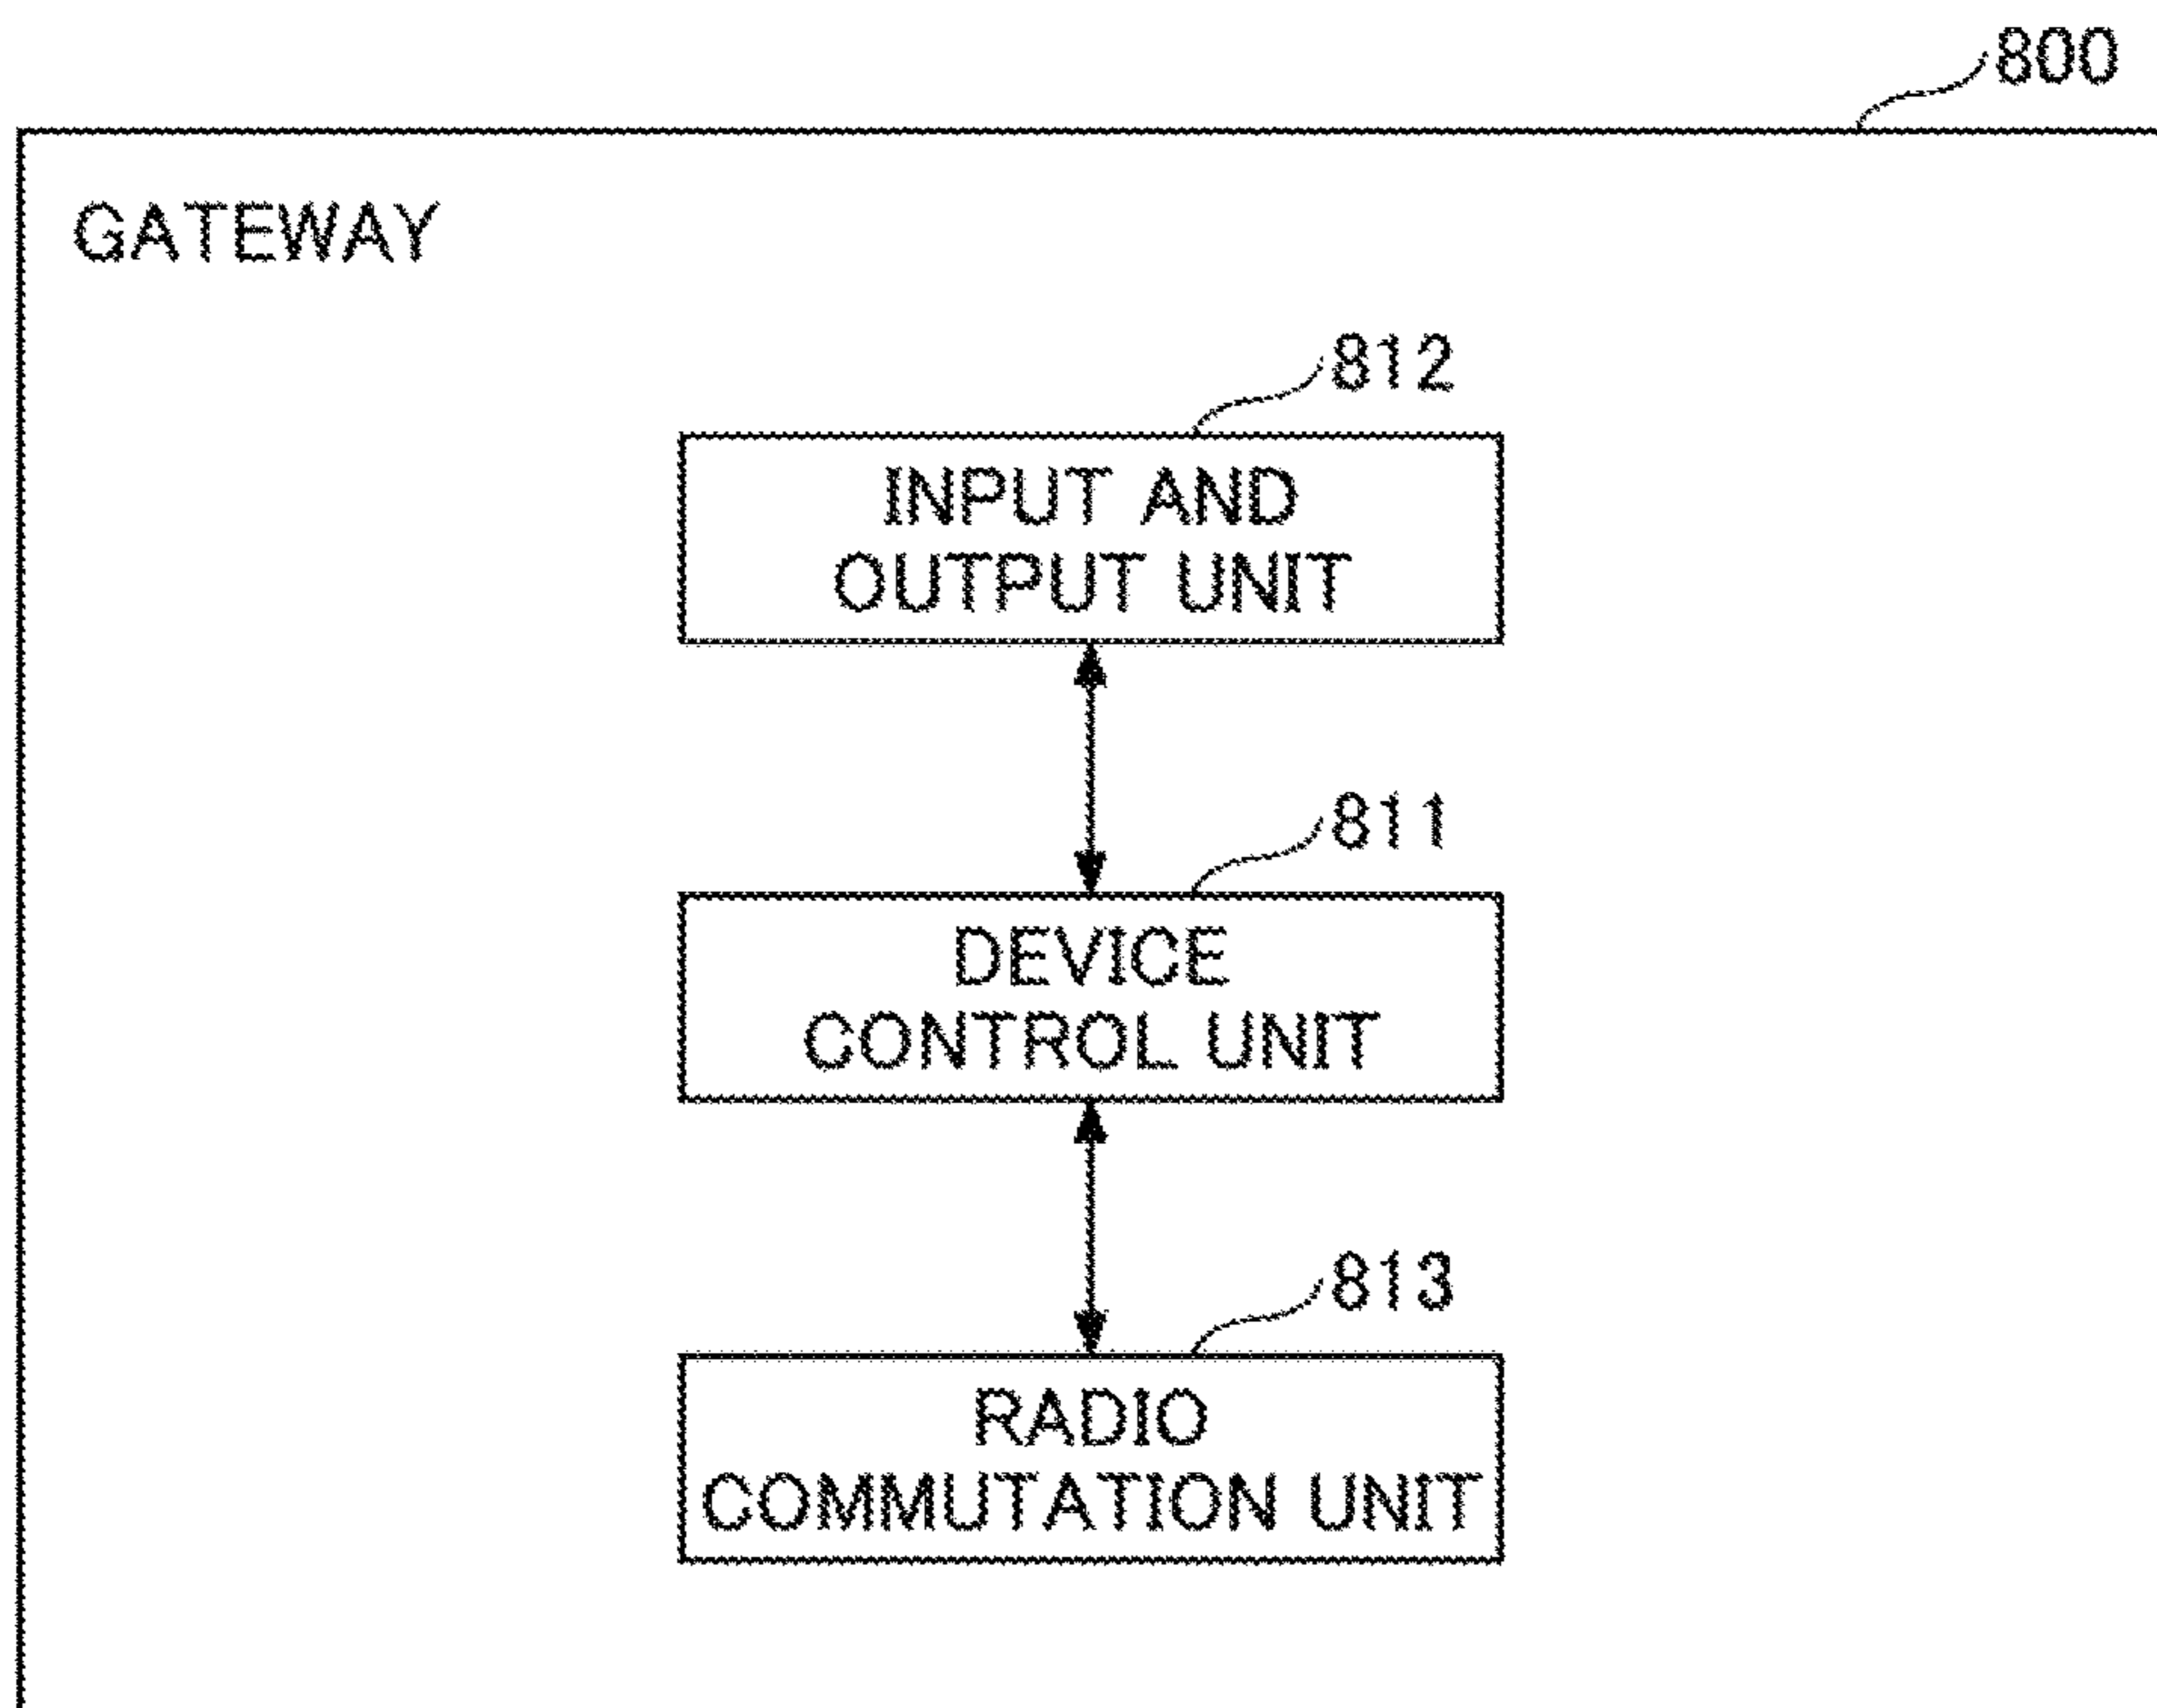 800
GATEWAY
812
INPUT AND
OUTPUT UNIT
811
DEVICE
CONTROL UNIT
813
RADIO
COMMUTATION UNIT